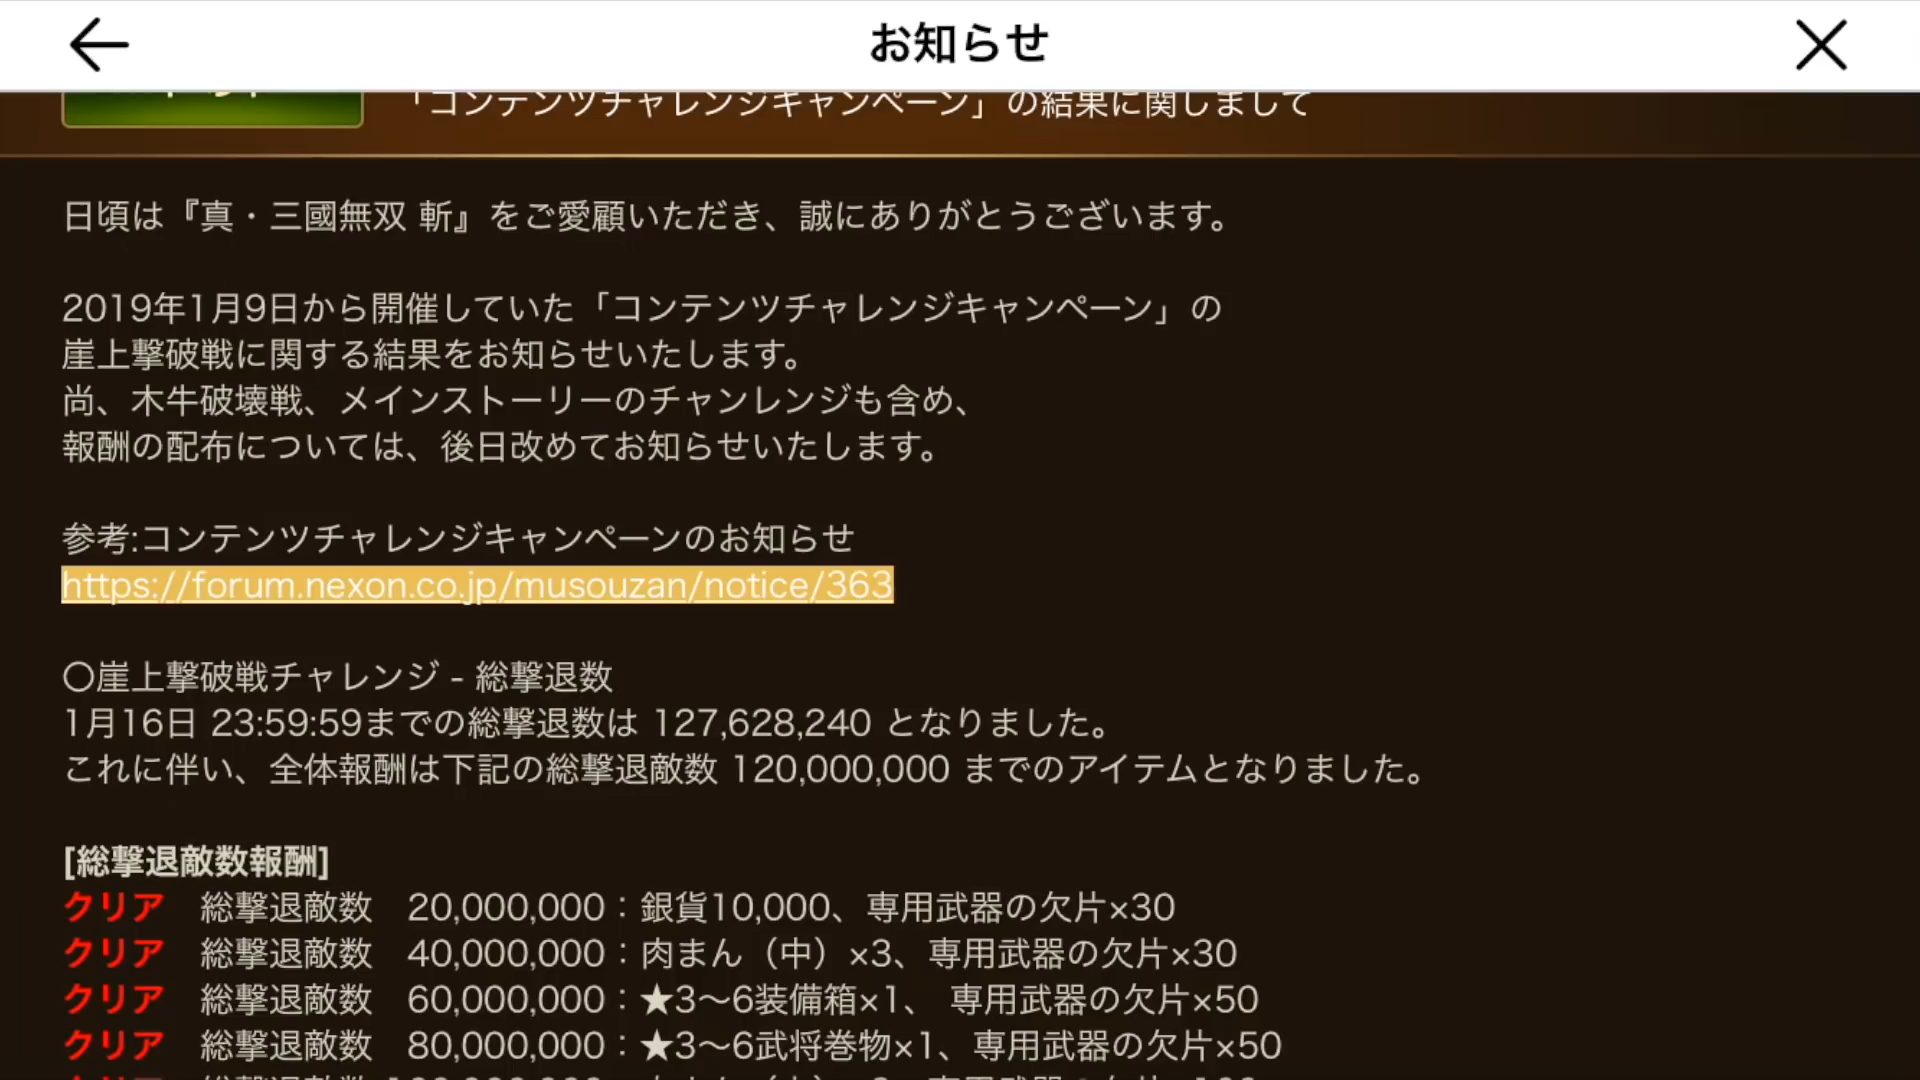 お知らせ
「コンテンツチャレンジキャンペーン」の結果に関しまして
日頃は『真・三國無双 斬』をご愛顧いただき、誠にありがとうございます。
2019年1月9日から開催していた「コンテンツチャレンジキャンペーン」の
崖上撃破戦に関する結果をお知らせいたします。
尚、木牛破壊戦、メインストーリーのチャンレンジも含め、
報酬の配布については、後日改めてお知らせいたします。
参考:コンテンツチャレンジキャンペーンのお知らせ
https://forum.nexon.co.jp/musouzan/notice/363
〇崖上撃破戦チャレンジ - 総撃退数
1月16日 23:59:59までの総撃退数は 127,628,240 となりました。
これに伴い、全体報酬は下記の総撃退敵数 120,000,000 までのアイテムとなりました。
[総撃退敵数報酬]
クリア　総撃退敵数　20,000,000：銀貨10,000、専用武器の欠片×30
クリア　総撃退敵数　40,000,000：肉まん（中）×3、専用武器の欠片×30
クリア　総撃退敵数　60,000,000：★3〜6装備箱×1、 専用武器の欠片×50
クリア　総撃退敵数　80,000,000：★3〜6武将巻物×1、専用武器の欠片×50